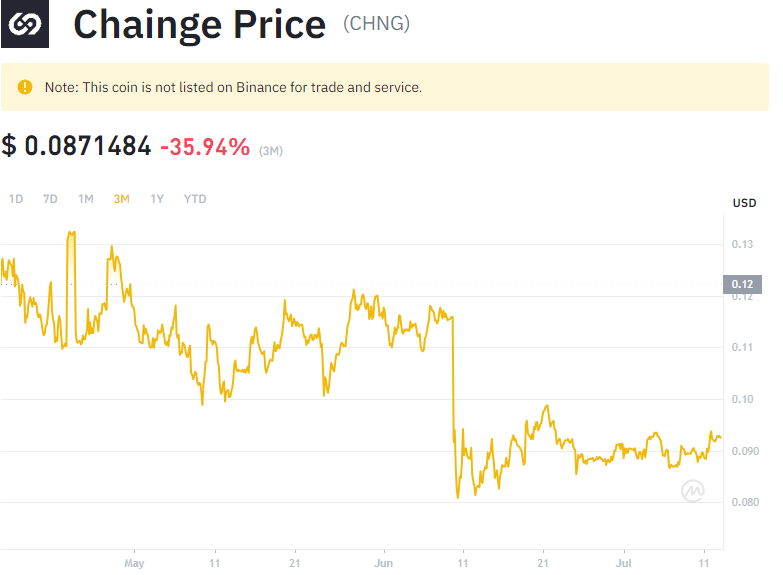 Chainge Price (CHNG)
Note: This coin is not listed on Binance for trade and service.
$ 0.0871484 -35.94% (3M)
1D 7D 1M 3M 1Y YTD
USD
0.13
0.12
0.12
0.11
0.10
0.090
0.080
May 11 21 Jun 11 21 Jul 11